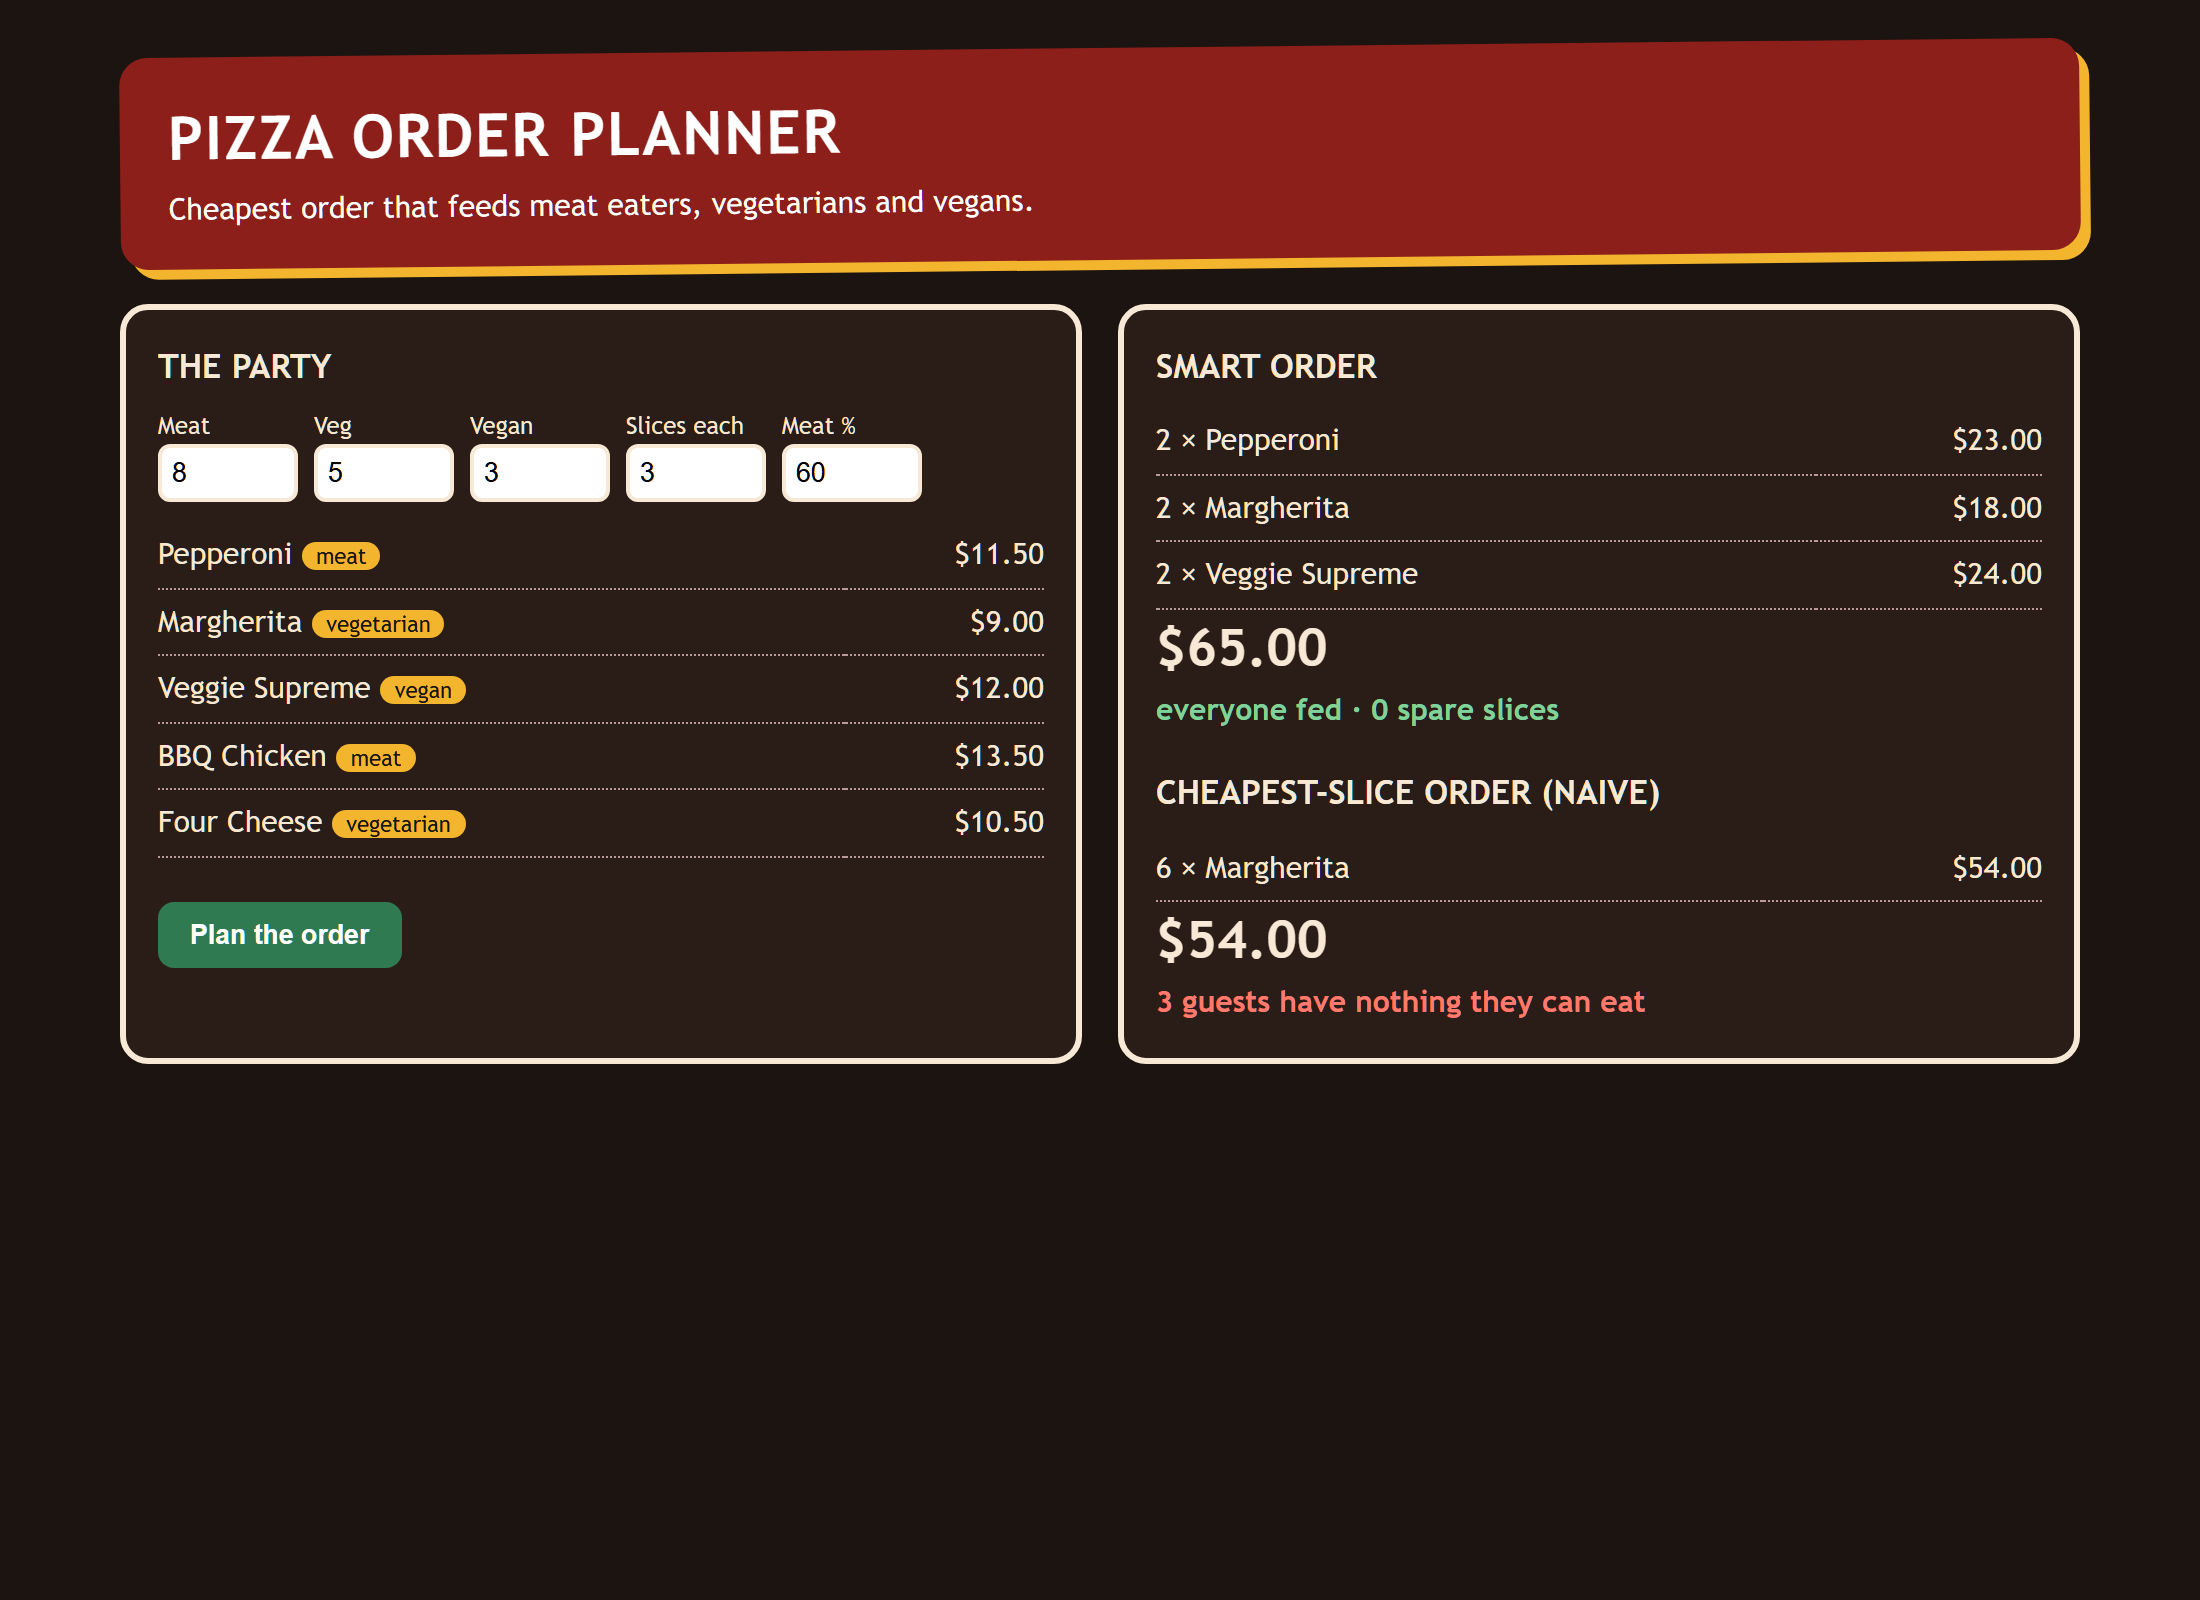 PIZZA ORDER PLANNER
Cheapest order that feeds meat eaters, vegetarians and vegans.
THE PARTY
Meat Veg Vegan Slices each Meat %
8 5 3 3 60
Pepperoni meat $11.50
Margherita vegetarian $9.00
Veggie Supreme vegan $12.00
BBQ Chicken meat $13.50
Four Cheese vegetarian $10.50
Plan the order
SMART ORDER
2 × Pepperoni $23.00
2 × Margherita $18.00
2 × Veggie Supreme $24.00
$65.00
everyone fed · 0 spare slices
CHEAPEST-SLICE ORDER (NAIVE)
6 × Margherita $54.00
$54.00
3 guests have nothing they can eat